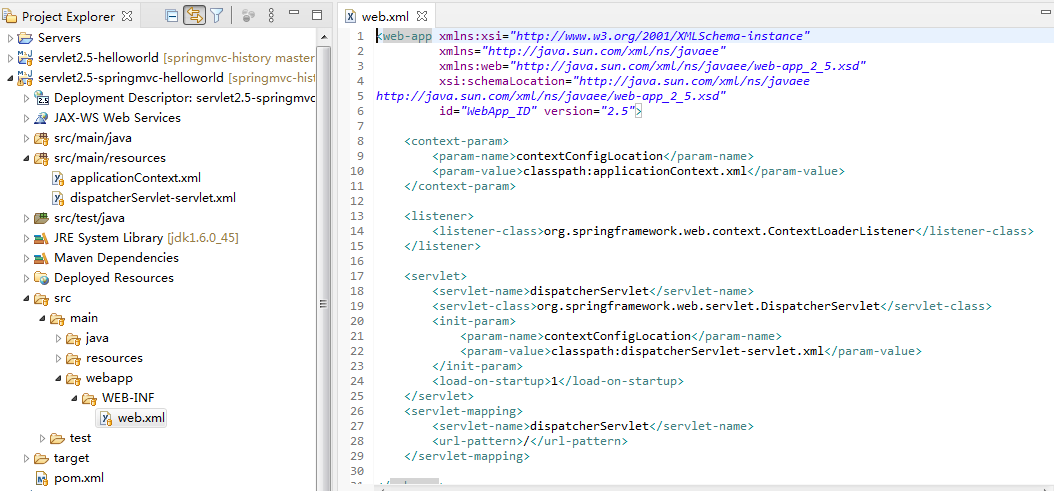 Project Explorer
Servers
servlet2.5-helloworld [springmvc-history master
servlet2.5-springmvc-helloworld [springmvc-hist
Deployment Descriptor: servlet2.5-springmvc
JAX-WS Web Services
src/main/java
src/main/resources
applicationContext.xml
dispatcherServlet-servlet.xml
src/test/java
JRE System Library [jdk1.6.0_45]
Maven Dependencies
Deployed Resources
src
main
java
resources
webapp
WEB-INF
web.xml
test
target
pom.xml
web.xml
1 <web-app xmlns:xsi="http://www.w3.org/2001/XMLSchema-instance"
2 xmlns="http://java.sun.com/xml/ns/javaee"
3 xmlns:web="http://java.sun.com/xml/ns/javaee/web-app_2_5.xsd"
4 xsi:schemaLocation="http://java.sun.com/xml/ns/javaee
5 http://java.sun.com/xml/ns/javaee/web-app_2_5.xsd"
6 id="WebApp_ID" version="2.5">
7
8 <context-param>
9 <param-name>contextConfigLocation</param-name>
10 <param-value>classpath:applicationContext.xml</param-value>
11 </context-param>
12
13 <listener>
14 <listener-class>org.springframework.web.context.ContextLoaderListener</listener-class>
15 </listener>
16
17 <servlet>
18 <servlet-name>dispatcherServlet</servlet-name>
19 <servlet-class>org.springframework.web.servlet.DispatcherServlet</servlet-class>
20 <init-param>
21 <param-name>contextConfigLocation</param-name>
22 <param-value>classpath:dispatcherServlet-servlet.xml</param-value>
23 </init-param>
24 <load-on-startup>1</load-on-startup>
25 </servlet>
26 <servlet-mapping>
27 <servlet-name>dispatcherServlet</servlet-name>
28 <url-pattern>/</url-pattern>
29 </servlet-mapping>
30